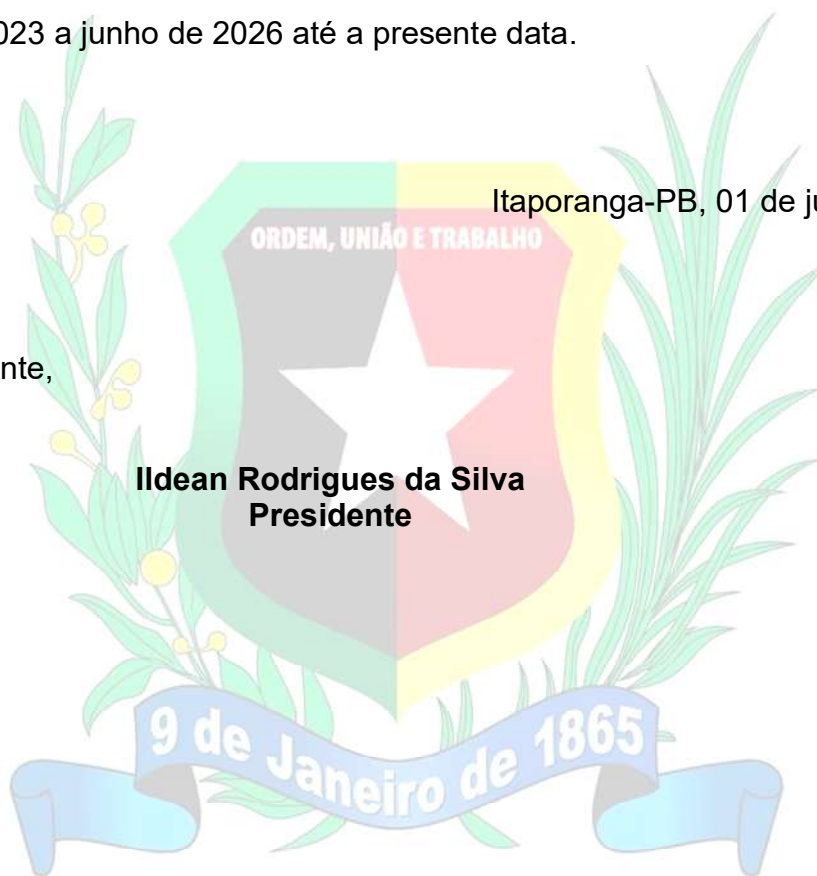 023 a junho de 2026 até a presente data.
Itaporanga-PB, 01 de
ORDEM, UNIÃO E TRABALHO
nte,
Ildean Rodrigues da Silva
Presidente
9 de Janeiro de 1865